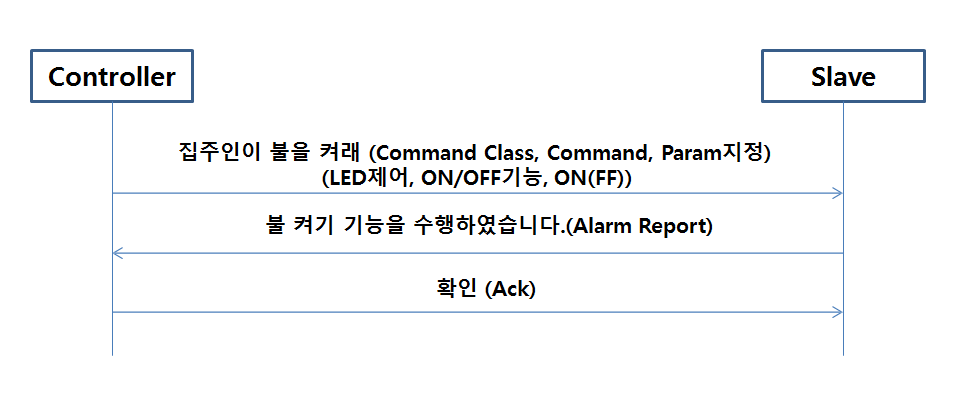 Controller
Slave
집주인이 불을 켜래 (Command Class, Command, Param지정)
(LED제어, ON/OFF기능, ON(FF))
불 켜기 기능을 수행하였습니다.(Alarm Report)
확인 (Ack)